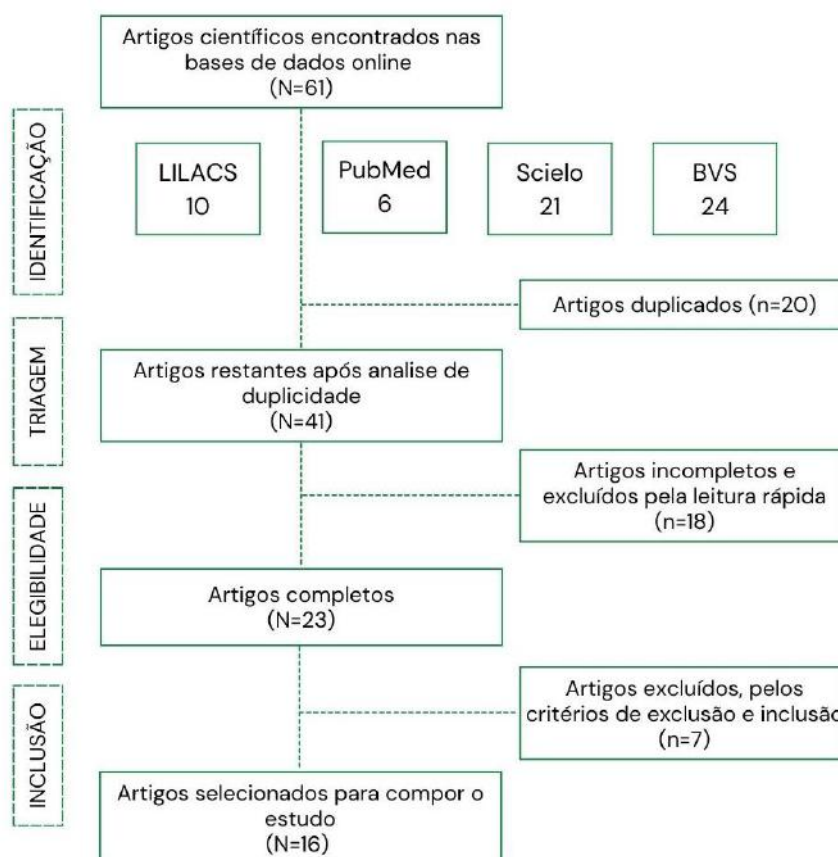 Artigos científicos encontrados nas
bases de dados online
(N=61)
IDENTIFICAÇÃO
LILACS
10
PubMed
6
Scielo
21
BVS
24
Artigos duplicados (n=20)
TRIAGEM
Artigos restantes após analise de
duplicidade
(N=41)
Artigos incompletos e
excluídos pela leitura rápida
(n=18)
ELEGIBILIDADE
Artigos completos
(N=23)
Artigos excluídos, pelos
critérios de exclusão e inclusão
(n=7)
INCLUSÃO
Artigos selecionados para compor o
estudo
(N=16)